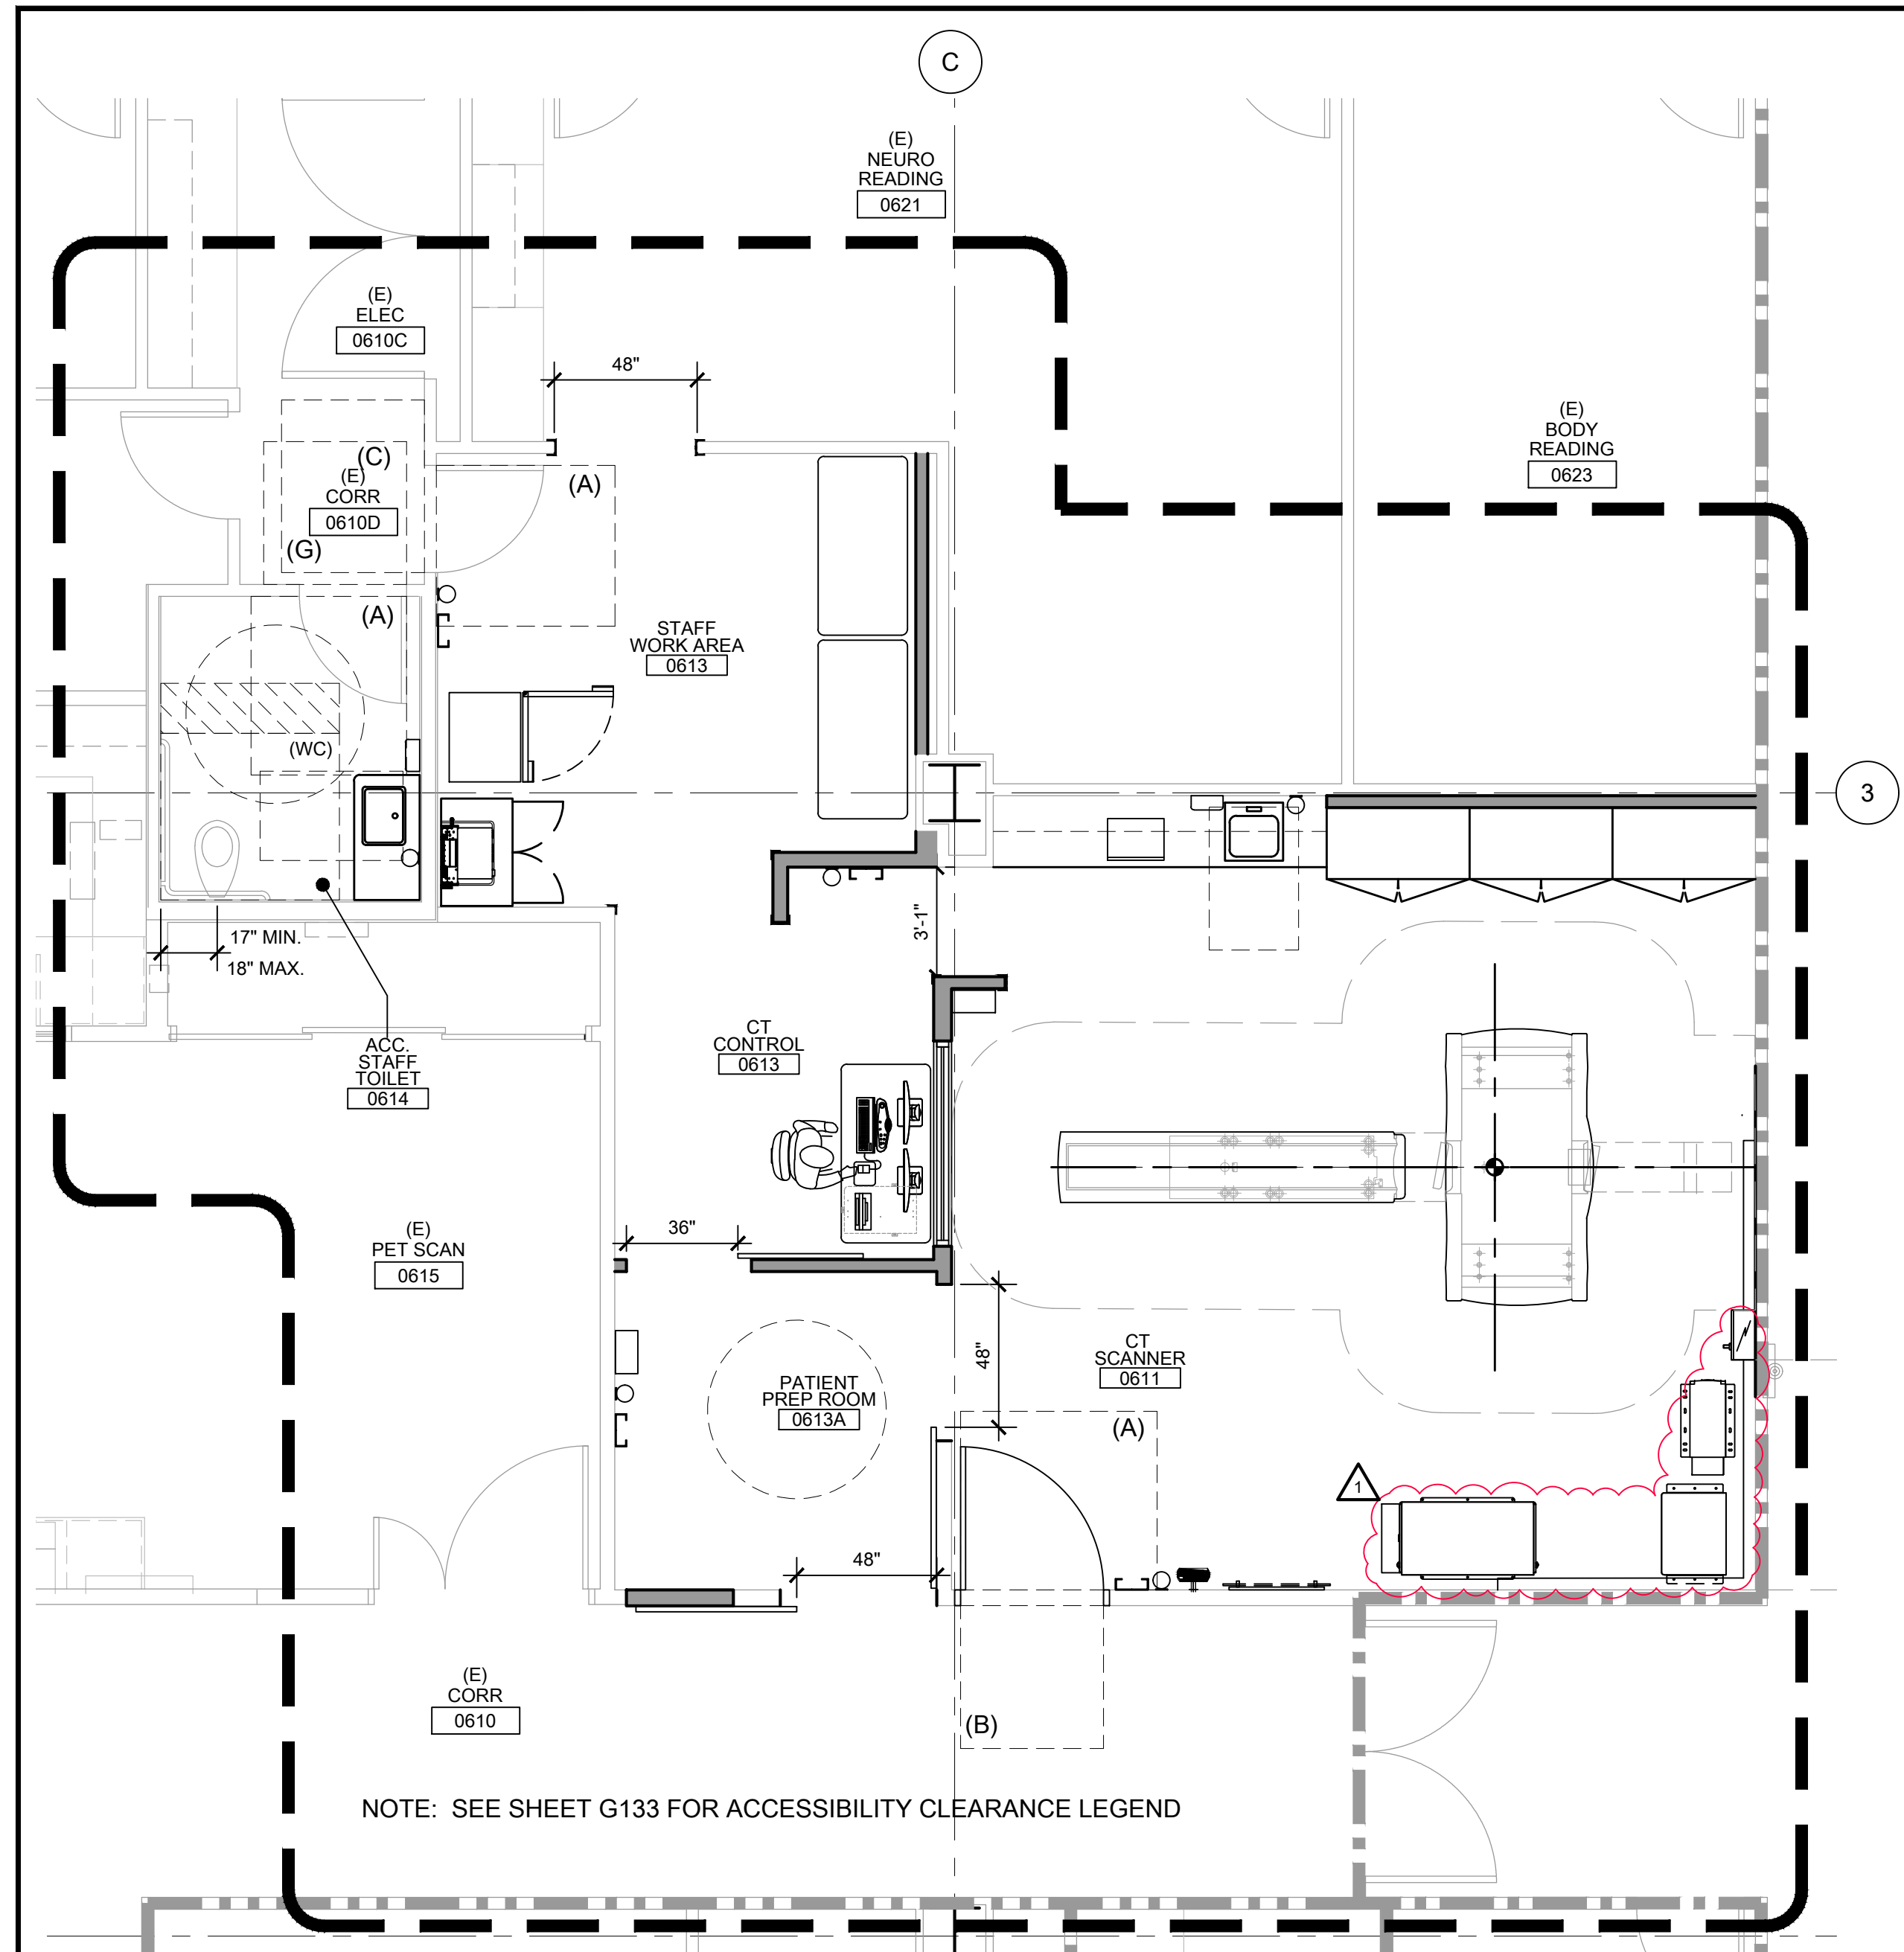 C
(E)
NEURO
READING
0621
(E)
ELEC
0610C
48"
(E)
BODY
READING
0623
(C)
(E)
CORR
0610D
(G)
(A)
(A)
STAFF
WORK AREA
0613
(WC)
3
3'-1"
17" MIN.
18" MAX.
ACC.
STAFF
TOILET
0614
CT
CONTROL
0613
36"
(E)
PET SCAN
0615
48"
CT
SCANNER
0611
PATIENT
PREP ROOM
0613A
(A)
1
48"
(E)
CORR
0610
(B)
NOTE: SEE SHEET G133 FOR ACCESSIBILITY CLEARANCE LEGEND